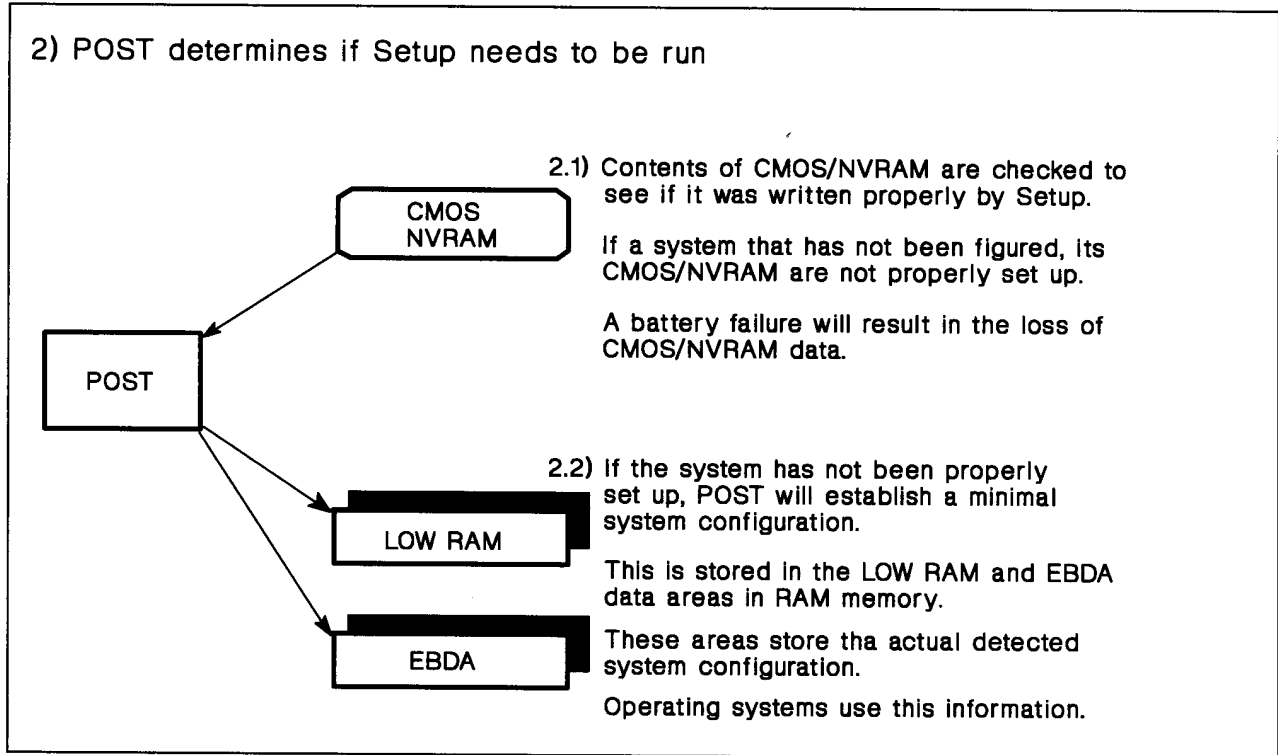 2) POST determines if Setup needs to be run
CMOS
NVRAM
2.1) Contents of CMOS/NVRAM are checked to
see if it was written properly by Setup.
If a system that has not been figured, its
CMOS/NVRAM are not properly set up.
A battery failure will result in the loss of
CMOS/NVRAM data.
POST
2.2) If the system has not been properly
set up, POST will establish a minimal
system configuration.
LOW RAM
This is stored in the LOW RAM and EBDA
data areas in RAM memory.
EBDA
These areas store tha actual detected
system configuration.
Operating systems use this information.